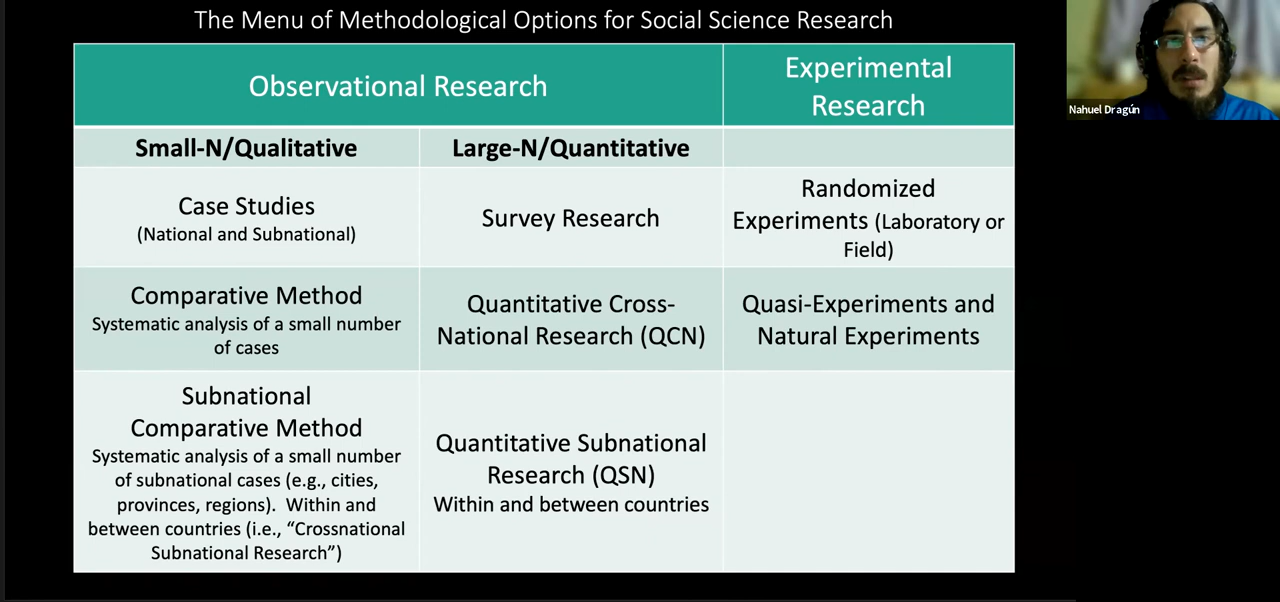 The Menu of Methodological Options for Social Science Research
Observational Research
Experimental
Research
Small-N/Qualitative
Large-N/Quantitative
Case Studies
(National and Subnational)
Survey Research
Randomized
Experiments (Laboratory or
Field)
Comparative Method
Systematic analysis of a small number
of cases
Quantitative Cross-
National Research (QCN)
Quasi-Experiments and
Natural Experiments
Subnational
Comparative Method
Systematic analysis of a small number
of subnational cases (e.g., cities,
provinces, regions).  Within and
between countries (i.e., “Crossnational
Subnational Research”)
Quantitative Subnational
Research (QSN)
Within and between countries
Nahuel Dragún